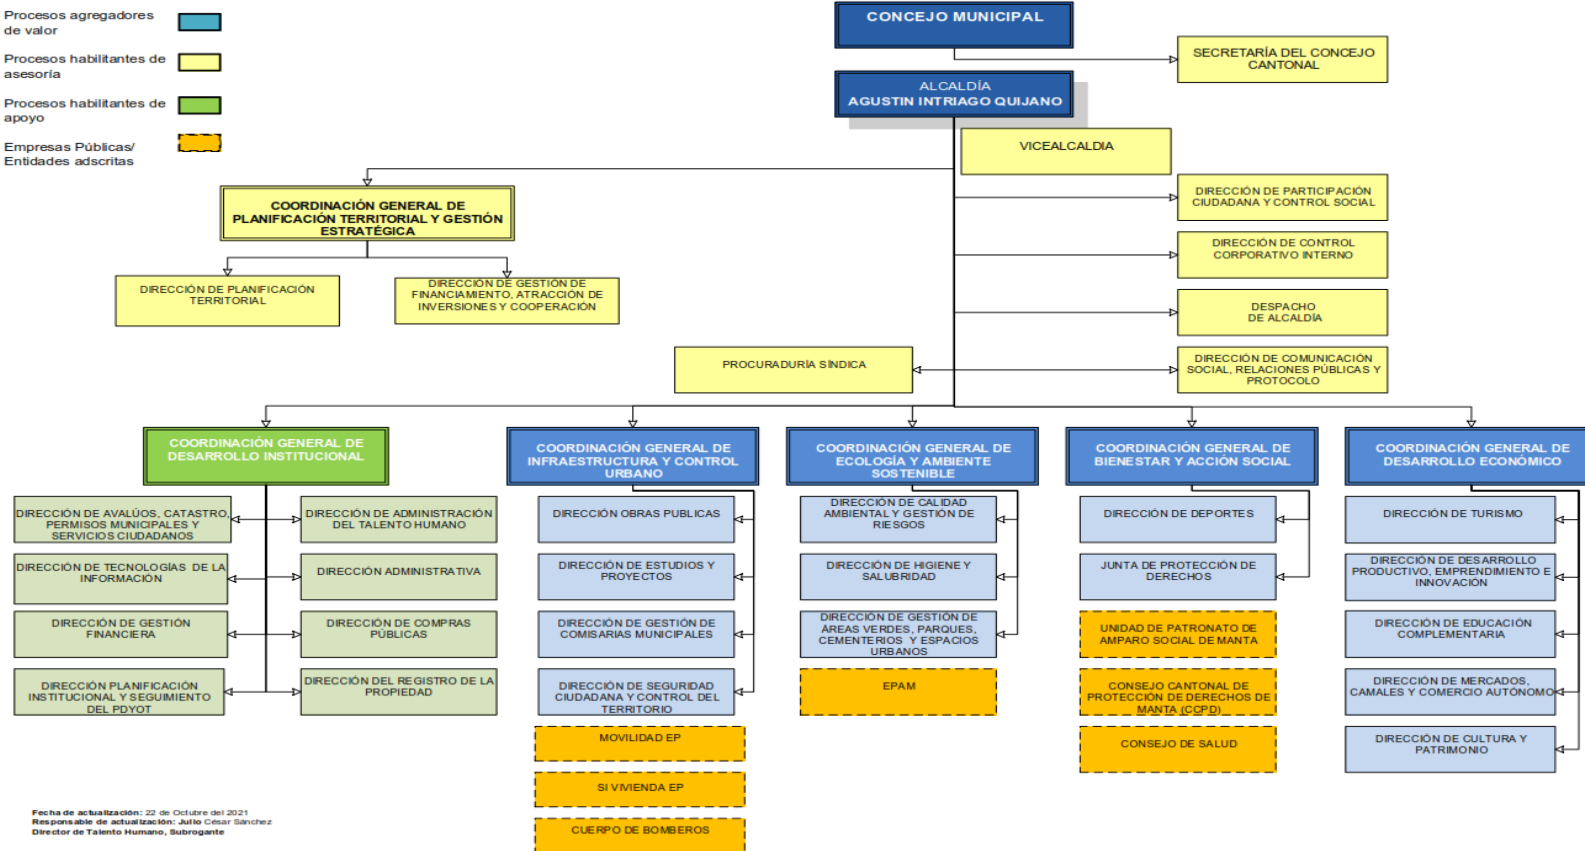 Procesos agregadores
de valor
Procesos habilitantes de
asesoría
Procesos habilitantes de
apoyo
Empresas Públicas/
Entidades adscritas
CONCEJO MUNICIPAL
SECRETARÍA DEL CONCEJO
CANTONAL
ALCALDÍA
AGUSTIN INTRIAGO QUIJANO
VICEALCALDIA
COORDINACIÓN GENERAL DE
PLANIFICACIÓN TERRITORIAL Y GESTIÓN
ESTRATÉGICA
DIRECCIÓN DE PARTICIPACIÓN
CIUDADANA Y CONTROL SOCIAL
DIRECCIÓN DE CONTROL
CORPORATIVO INTERNO
DIRECCIÓN DE PLANIFICACIÓN
TERRITORIAL
DIRECCIÓN DE GESTIÓN DE
FINANCIAMIENTO, ATRACCIÓN DE
INVERSIONES Y COOPERACIÓN
DESPACHO
DE ALCALDÍA
PROCURADURÍA SÍNDICA
DIRECCIÓN DE COMUNICACIÓN
SOCIAL, RELACIONES PÚBLICAS Y
PROTOCOLO
COORDINACIÓN GENERAL DE
DESARROLLO INSTITUCIONAL
DIRECCIÓN DE AVALÚOS, CATASTRO,
PERMISOS MUNICIPALES Y
SERVICIOS CIUDADANOS
DIRECCIÓN DE ADMINISTRACIÓN
DEL TALENTO HUMANO
DIRECCIÓN DE TECNOLOGÍAS DE LA
INFORMACIÓN
DIRECCIÓN ADMINISTRATIVA
DIRECCIÓN DE GESTIÓN
FINANCIERA
DIRECCIÓN DE COMPRAS
PÚBLICAS
DIRECCIÓN PLANIFICACIÓN
INSTITUCIONAL Y SEGUIMIENTO
DEL PDYOT
DIRECCIÓN DEL REGISTRO DE LA
PROPIEDAD
COORDINACIÓN GENERAL DE
INFRAESTRUCTURA Y CONTROL
URBANO
DIRECCIÓN OBRAS PUBLICAS
DIRECCIÓN DE ESTUDIOS Y
PROYECTOS
DIRECCIÓN DE GESTIÓN DE
COMISARIAS MUNICIPALES
DIRECCIÓN DE SEGURIDAD
CIUDADANA Y CONTROL DEL
TERRITORIO
MOVILIDAD EP
SI VIVIENDA EP
CUERPO DE BOMBEROS
COORDINACIÓN GENERAL DE
ECOLOGÍA Y AMBIENTE
SOSTENIBLE
DIRECCIÓN DE CALIDAD
AMBIENTAL Y GESTIÓN DE
RIESGOS
DIRECCIÓN DE HIGIENE Y
SALUBRIDAD
DIRECCIÓN DE GESTIÓN DE
ÁREAS VERDES, PARQUES,
CEMENTERIOS Y ESPACIOS
URBANOS
EPAM
COORDINACIÓN GENERAL DE
BIENESTAR Y ACCIÓN SOCIAL
DIRECCIÓN DE DEPORTES
JUNTA DE PROTECCIÓN DE
DERECHOS
UNIDAD DE PATRONATO DE
AMPARO SOCIAL DE MANTA
CONSEJO CANTONAL DE
PROTECCIÓN DE DERECHOS DE
MANTA (CCPD)
CONSEJO DE SALUD
COORDINACIÓN GENERAL DE
DESARROLLO ECONÓMICO
DIRECCIÓN DE TURISMO
DIRECCIÓN DE DESARROLLO
PRODUCTIVO, EMPRENDIMIENTO E
INNOVACIÓN
DIRECCIÓN DE EDUCACIÓN
COMPLEMENTARIA
DIRECCIÓN DE MERCADOS,
CAMALES Y COMERCIO AUTÓNOMO
DIRECCIÓN DE CULTURA Y
PATRIMONIO
Fecha de actualización: 22 de Octubre del 2021
Responsable de actualización: Julio César Sánchez
Director de Talento Humano, Subrogante